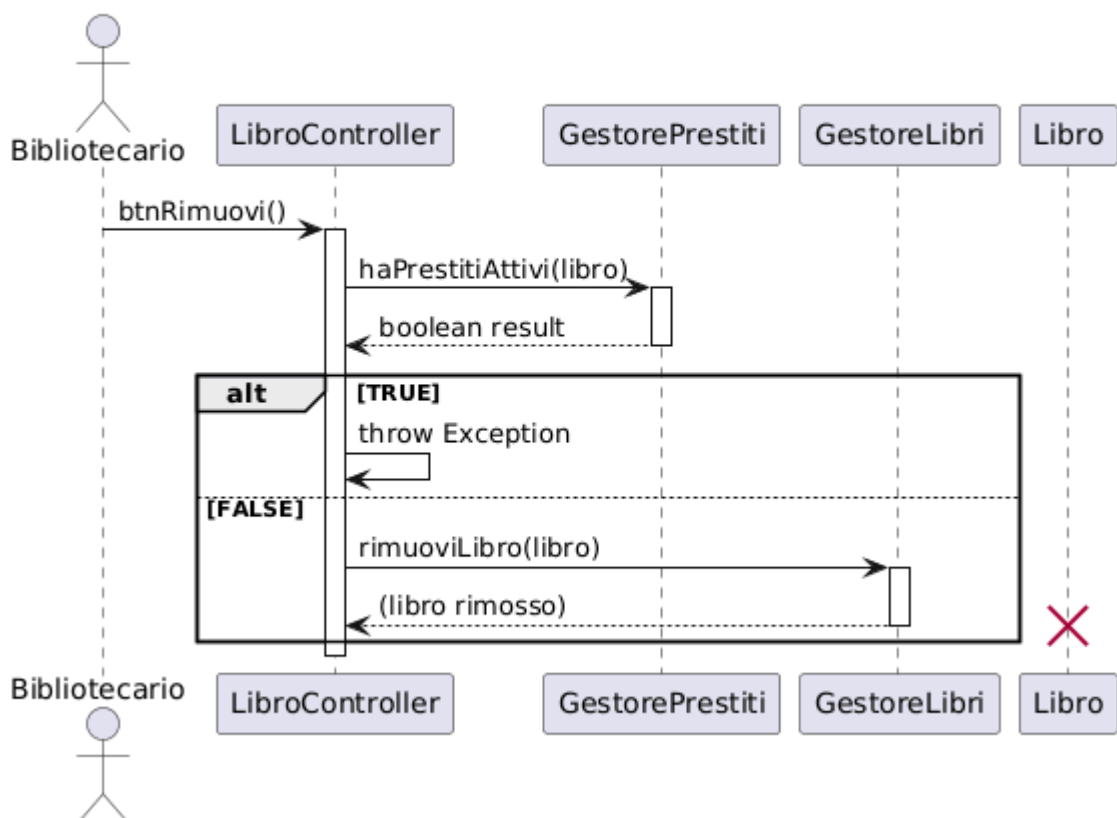 Bibliotecario
LibroController
GestorePrestiti
GestoreLibri
Libro
btnRimuovi()
haPrestitiAttivi(libro)
boolean result
alt
[TRUE]
throw Exception
[FALSE]
rimuoviLibro(libro)
(libro rimosso)
Bibliotecario
LibroController
GestorePrestiti
GestoreLibri
Libro